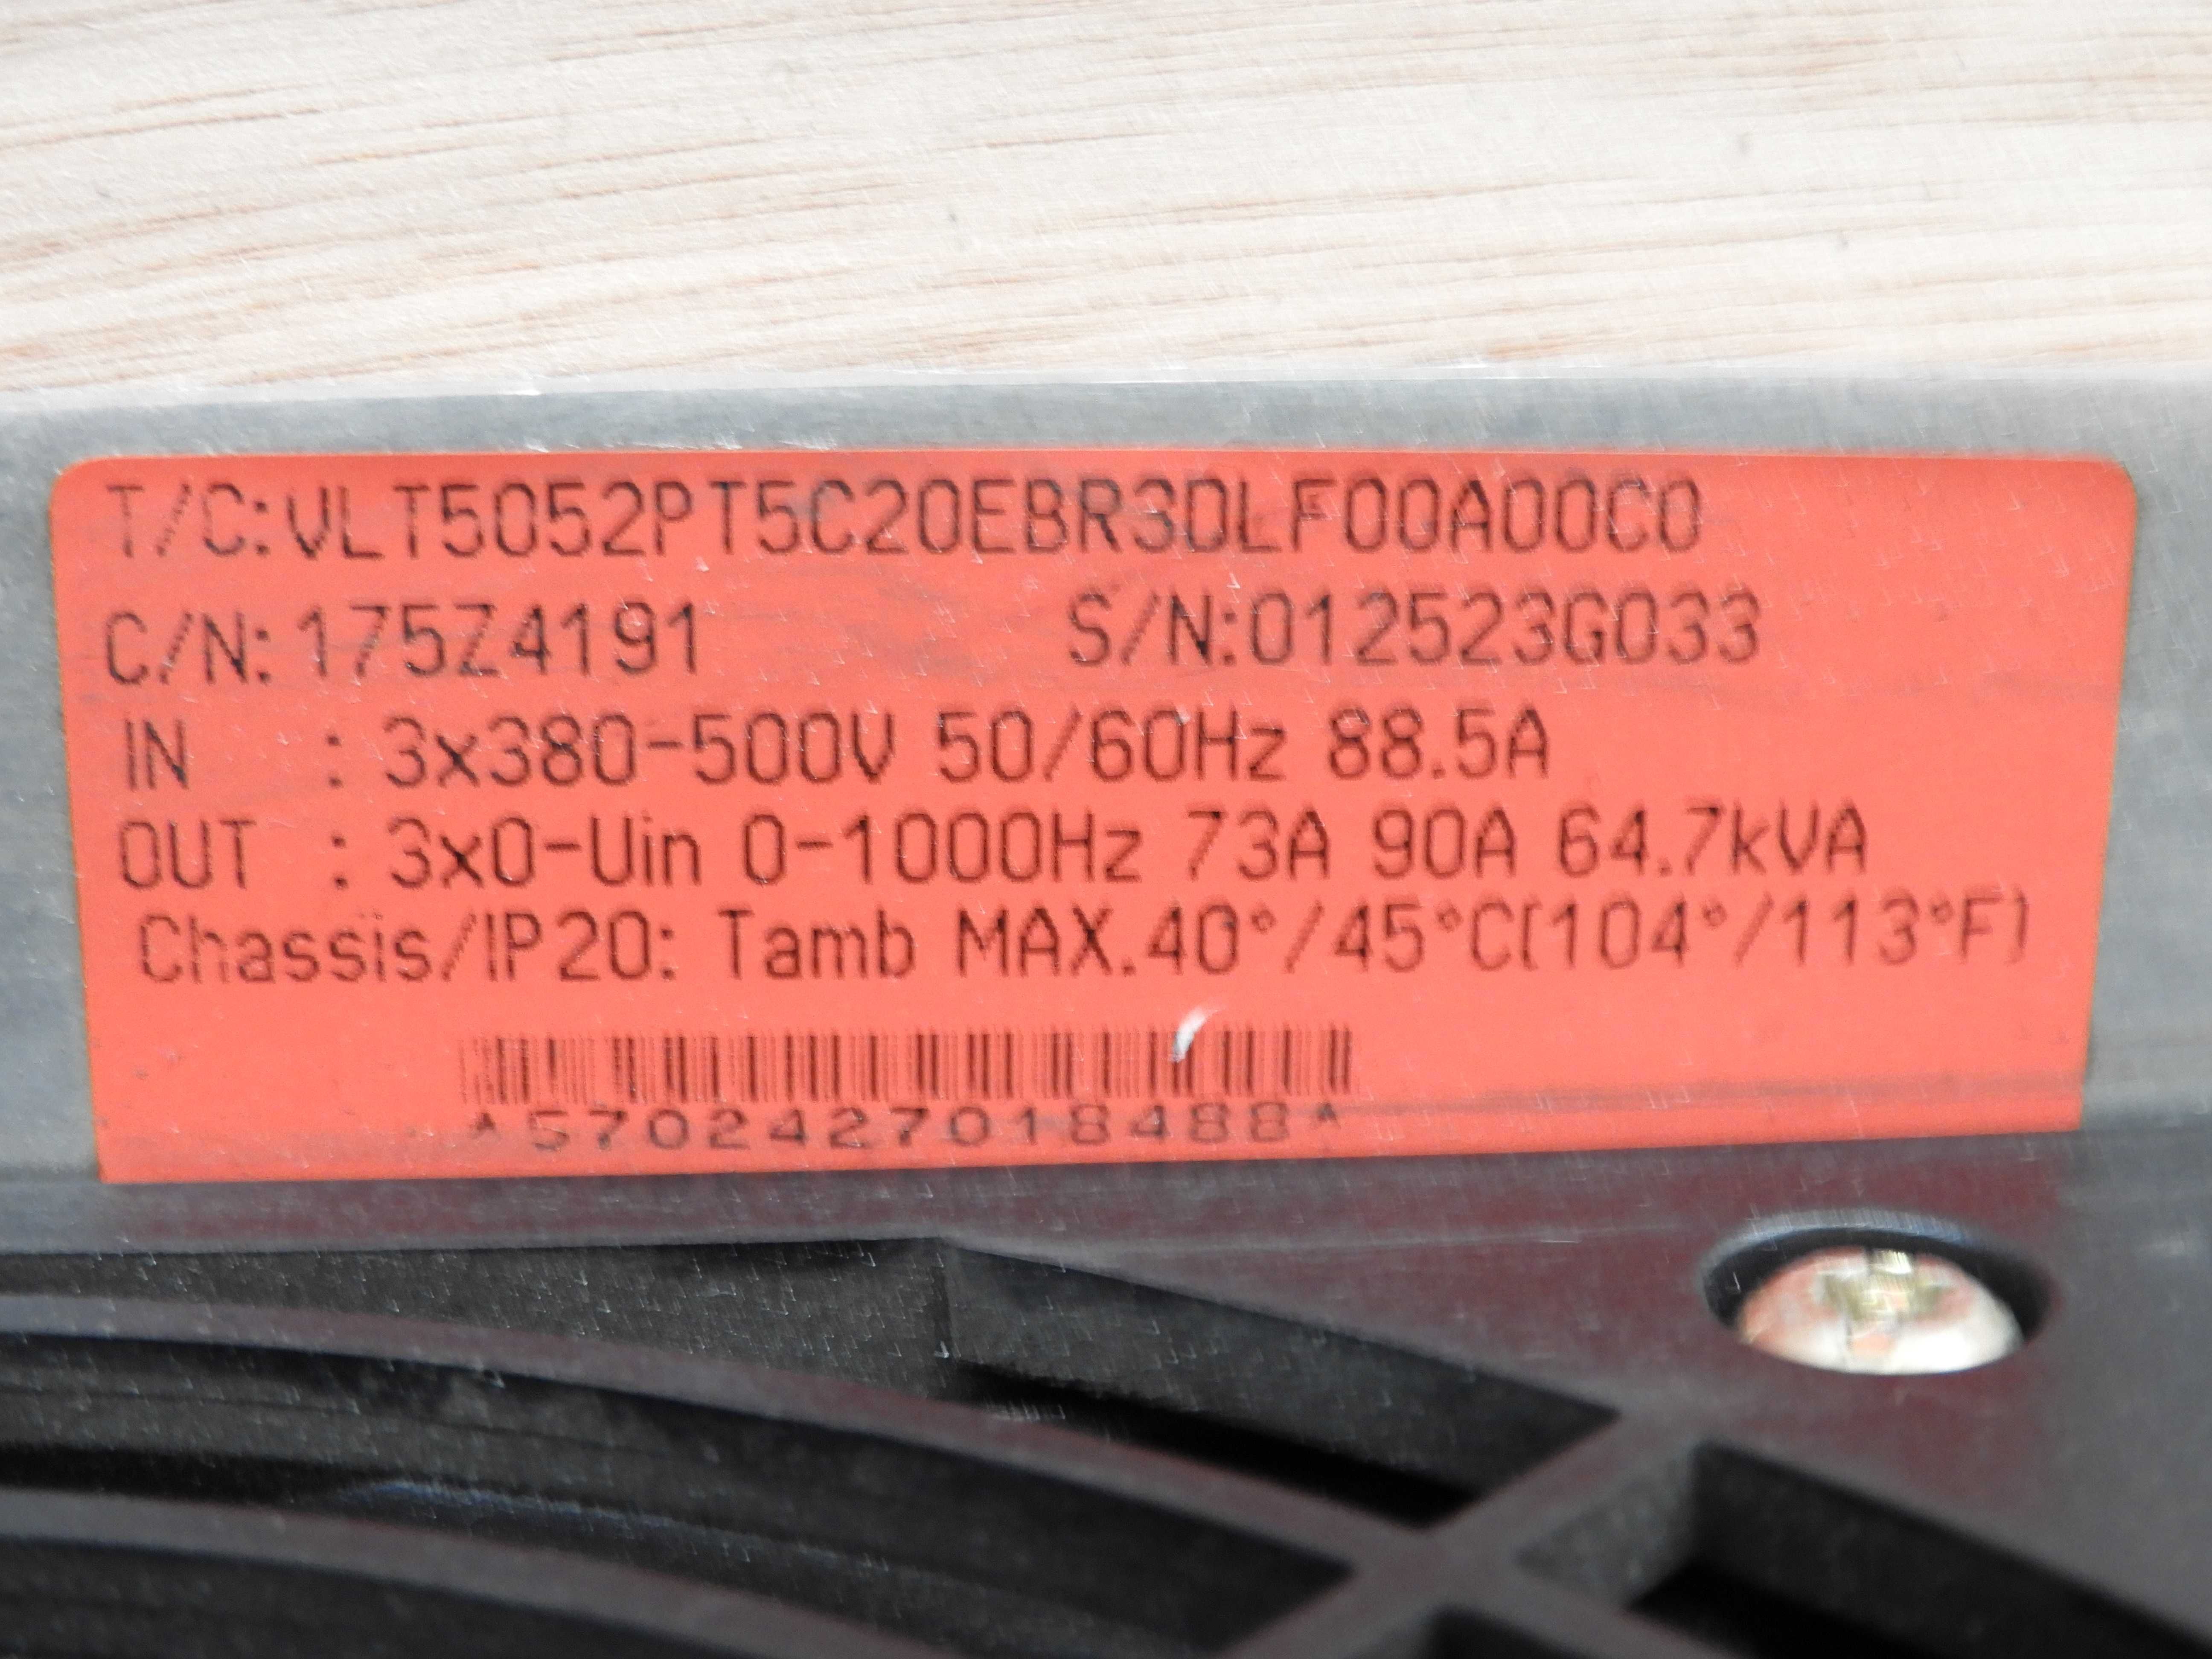 T/C:VLT5052PT5C20EBR3DLF00A00C0
C/N:175Z4191 S/N:012523G033
IN : 3x380-500V 50/60Hz 88.5A
OUT : 3x0-Uin 0-1000Hz 73A 90A 64.7kVA
Chassis/IP20: Tamb MAX.40°/45°C(104°/113°F)
*5702427018488*